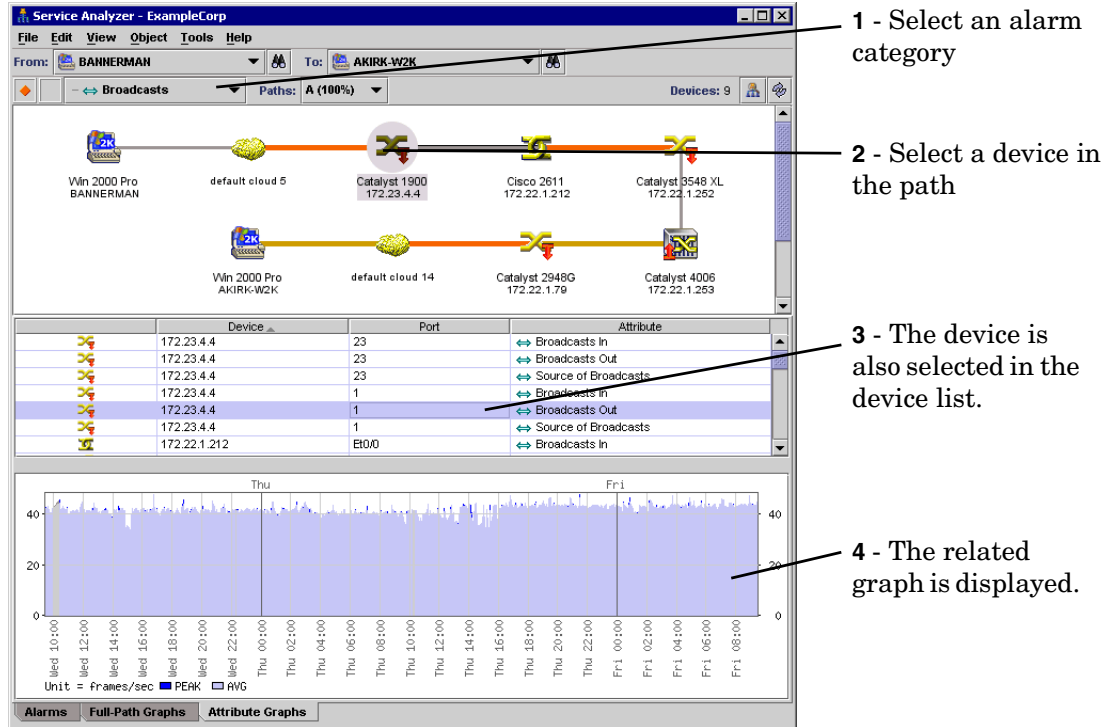 Service Analyzer - ExampleCorp
File Edit View Object Tools Help
From: BANNERMAN To: AKIRK-W2K
Broadcasts Paths: A (100%) Devices: 9
Win 2000 Pro
BANNERMAN
default cloud 5
Catalyst 1900
172.23.4.4
Cisco 2611
172.22.1.212
Catalyst 3548 XL
172.22.1.252
Win 2000 Pro
AKIRK-W2K
default cloud 14
Catalyst 2948G
172.22.1.79
Catalyst 4006
172.22.1.253
Device Port Attribute
172.23.4.4 23 Broadcasts In
172.23.4.4 23 Broadcasts Out
172.23.4.4 23 Source of Broadcasts
172.23.4.4 1 Broadcasts In
172.23.4.4 1 Broadcasts Out
172.23.4.4 1 Source of Broadcasts
172.22.1.212 Et0/0 Broadcasts In
Thu Fri
40 40
20 20
0 0
Wed 10:00
Wed 12:00
Wed 14:00
Wed 16:00
Wed 18:00
Wed 20:00
Wed 22:00
Thu 00:00
Thu 02:00
Thu 04:00
Thu 06:00
Thu 08:00
Thu 10:00
Thu 12:00
Thu 14:00
Thu 16:00
Thu 18:00
Thu 20:00
Thu 22:00
Fri 00:00
Fri 02:00
Fri 04:00
Fri 06:00
Fri 08:00
Unit = frames/sec PEAK AVG
Alarms Full-Path Graphs Attribute Graphs
1 - Select an alarm
category
2 - Select a device in
the path
3 - The device is
also selected in the
device list.
4 - The related
graph is displayed.